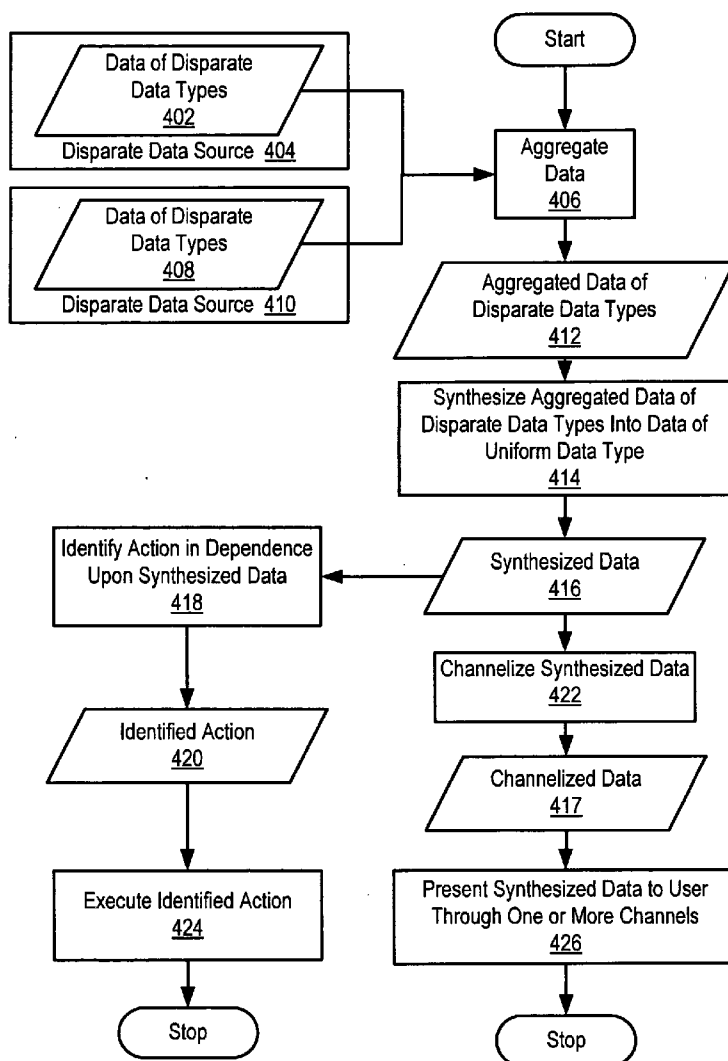 Start
Data of Disparate
Data Types
402
Disparate Data Source 404
Aggregate
Data
406
Data of Disparate
Data Types
408
Disparate Data Source 410
Aggregated Data of
Disparate Data Types
412
Synthesize Aggregated Data of
Disparate Data Types Into Data of
Uniform Data Type
414
Identify Action in Dependence
Upon Synthesized Data
418
Synthesized Data
416
Channelize Synthesized Data
422
Identified Action
420
Channelized Data
417
Execute Identified Action
424
Present Synthesized Data to User
Through One or More Channels
426
Stop
Stop